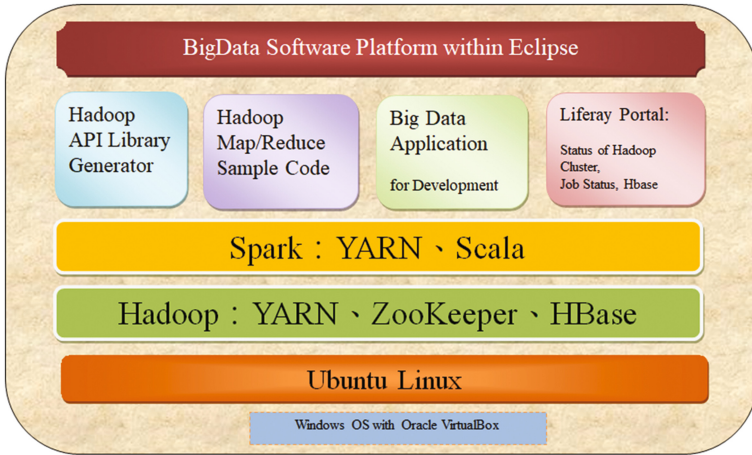 BigData Software Platform within Eclipse
Hadoop
API Library
Generator
Hadoop
Map/Reduce
Sample Code
Big Data
Application
for Development
Liferay Portal:
Status of Hadoop
Cluster,
Job Status, Hbase
Spark：YARN、Scala
Hadoop：YARN、ZooKeeper、HBase
Ubuntu Linux
Windows OS with Oracle VirtualBox